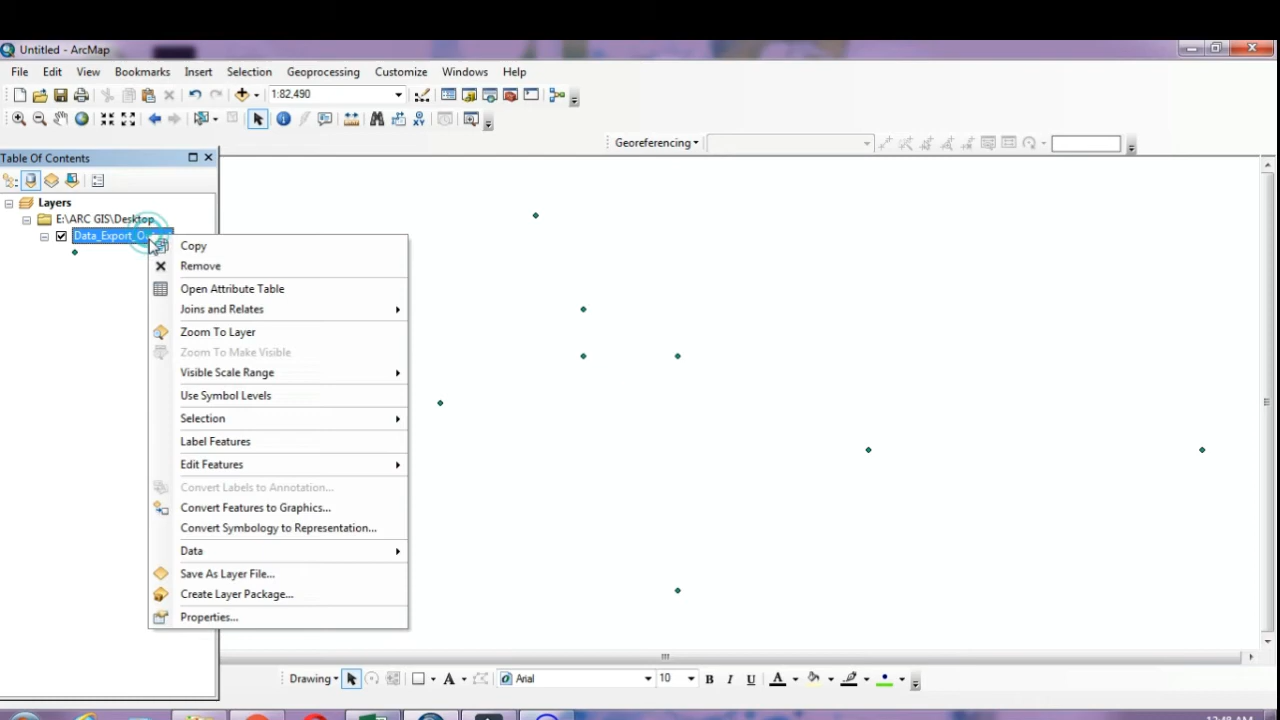 Untitled - ArcMap
File Edit View Bookmarks Insert Selection Geoprocessing Customize Windows Help
1:82,490
Georeferencing
Table Of Contents
Layers
E:\ARC GIS\Desktop
Data_Export_O
Copy
Remove
Open Attribute Table
Joins and Relates
Zoom To Layer
Zoom To Make Visible
Visible Scale Range
Use Symbol Levels
Selection
Label Features
Edit Features
Convert Labels to Annotation...
Convert Features to Graphics...
Convert Symbology to Representation...
Data
Save As Layer File...
Create Layer Package...
Properties...
Drawing A Arial 10 B I U A